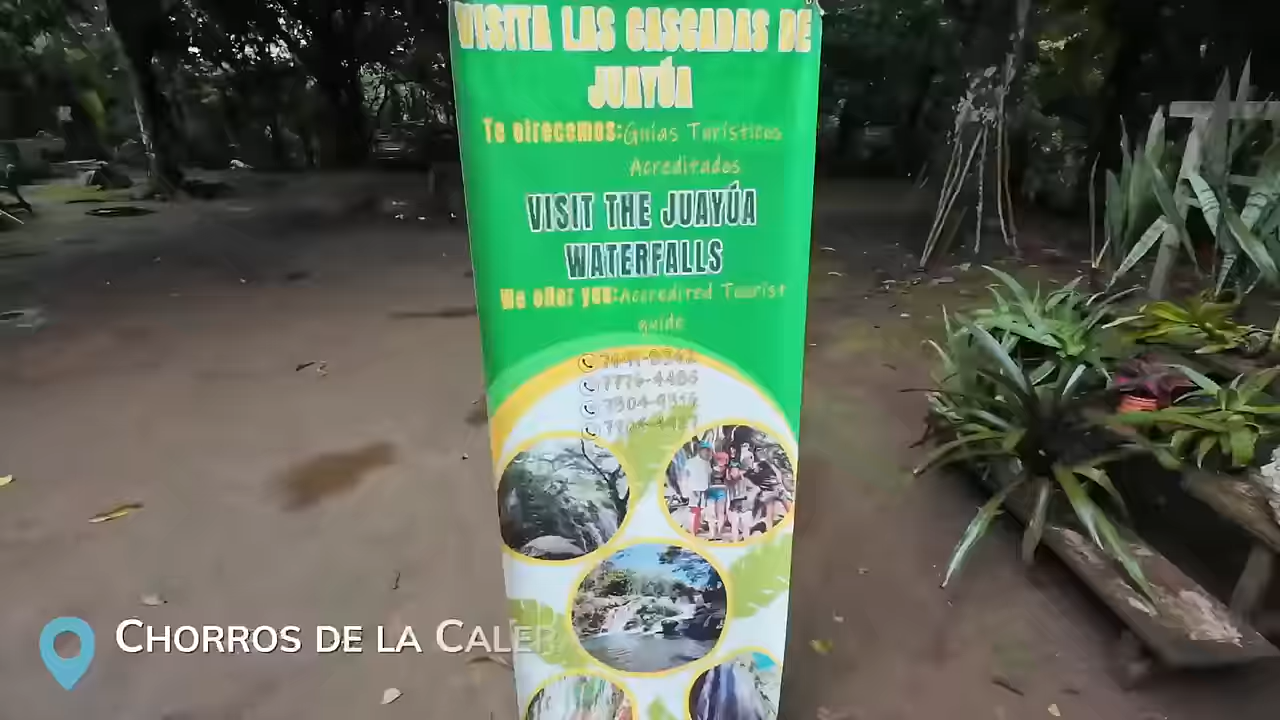 VISITA LAS CASCADAS DE
JUAYÚA
Te ofrecemos:Guías Turísticos
Acreditados
VISIT THE JUAYÚA
WATERFALLS
We offer you:Accredited Tourist
guide
7776-4486
CHORROS DE LA CALER